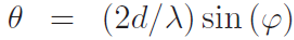 θ = (2d/λ) sin (φ)